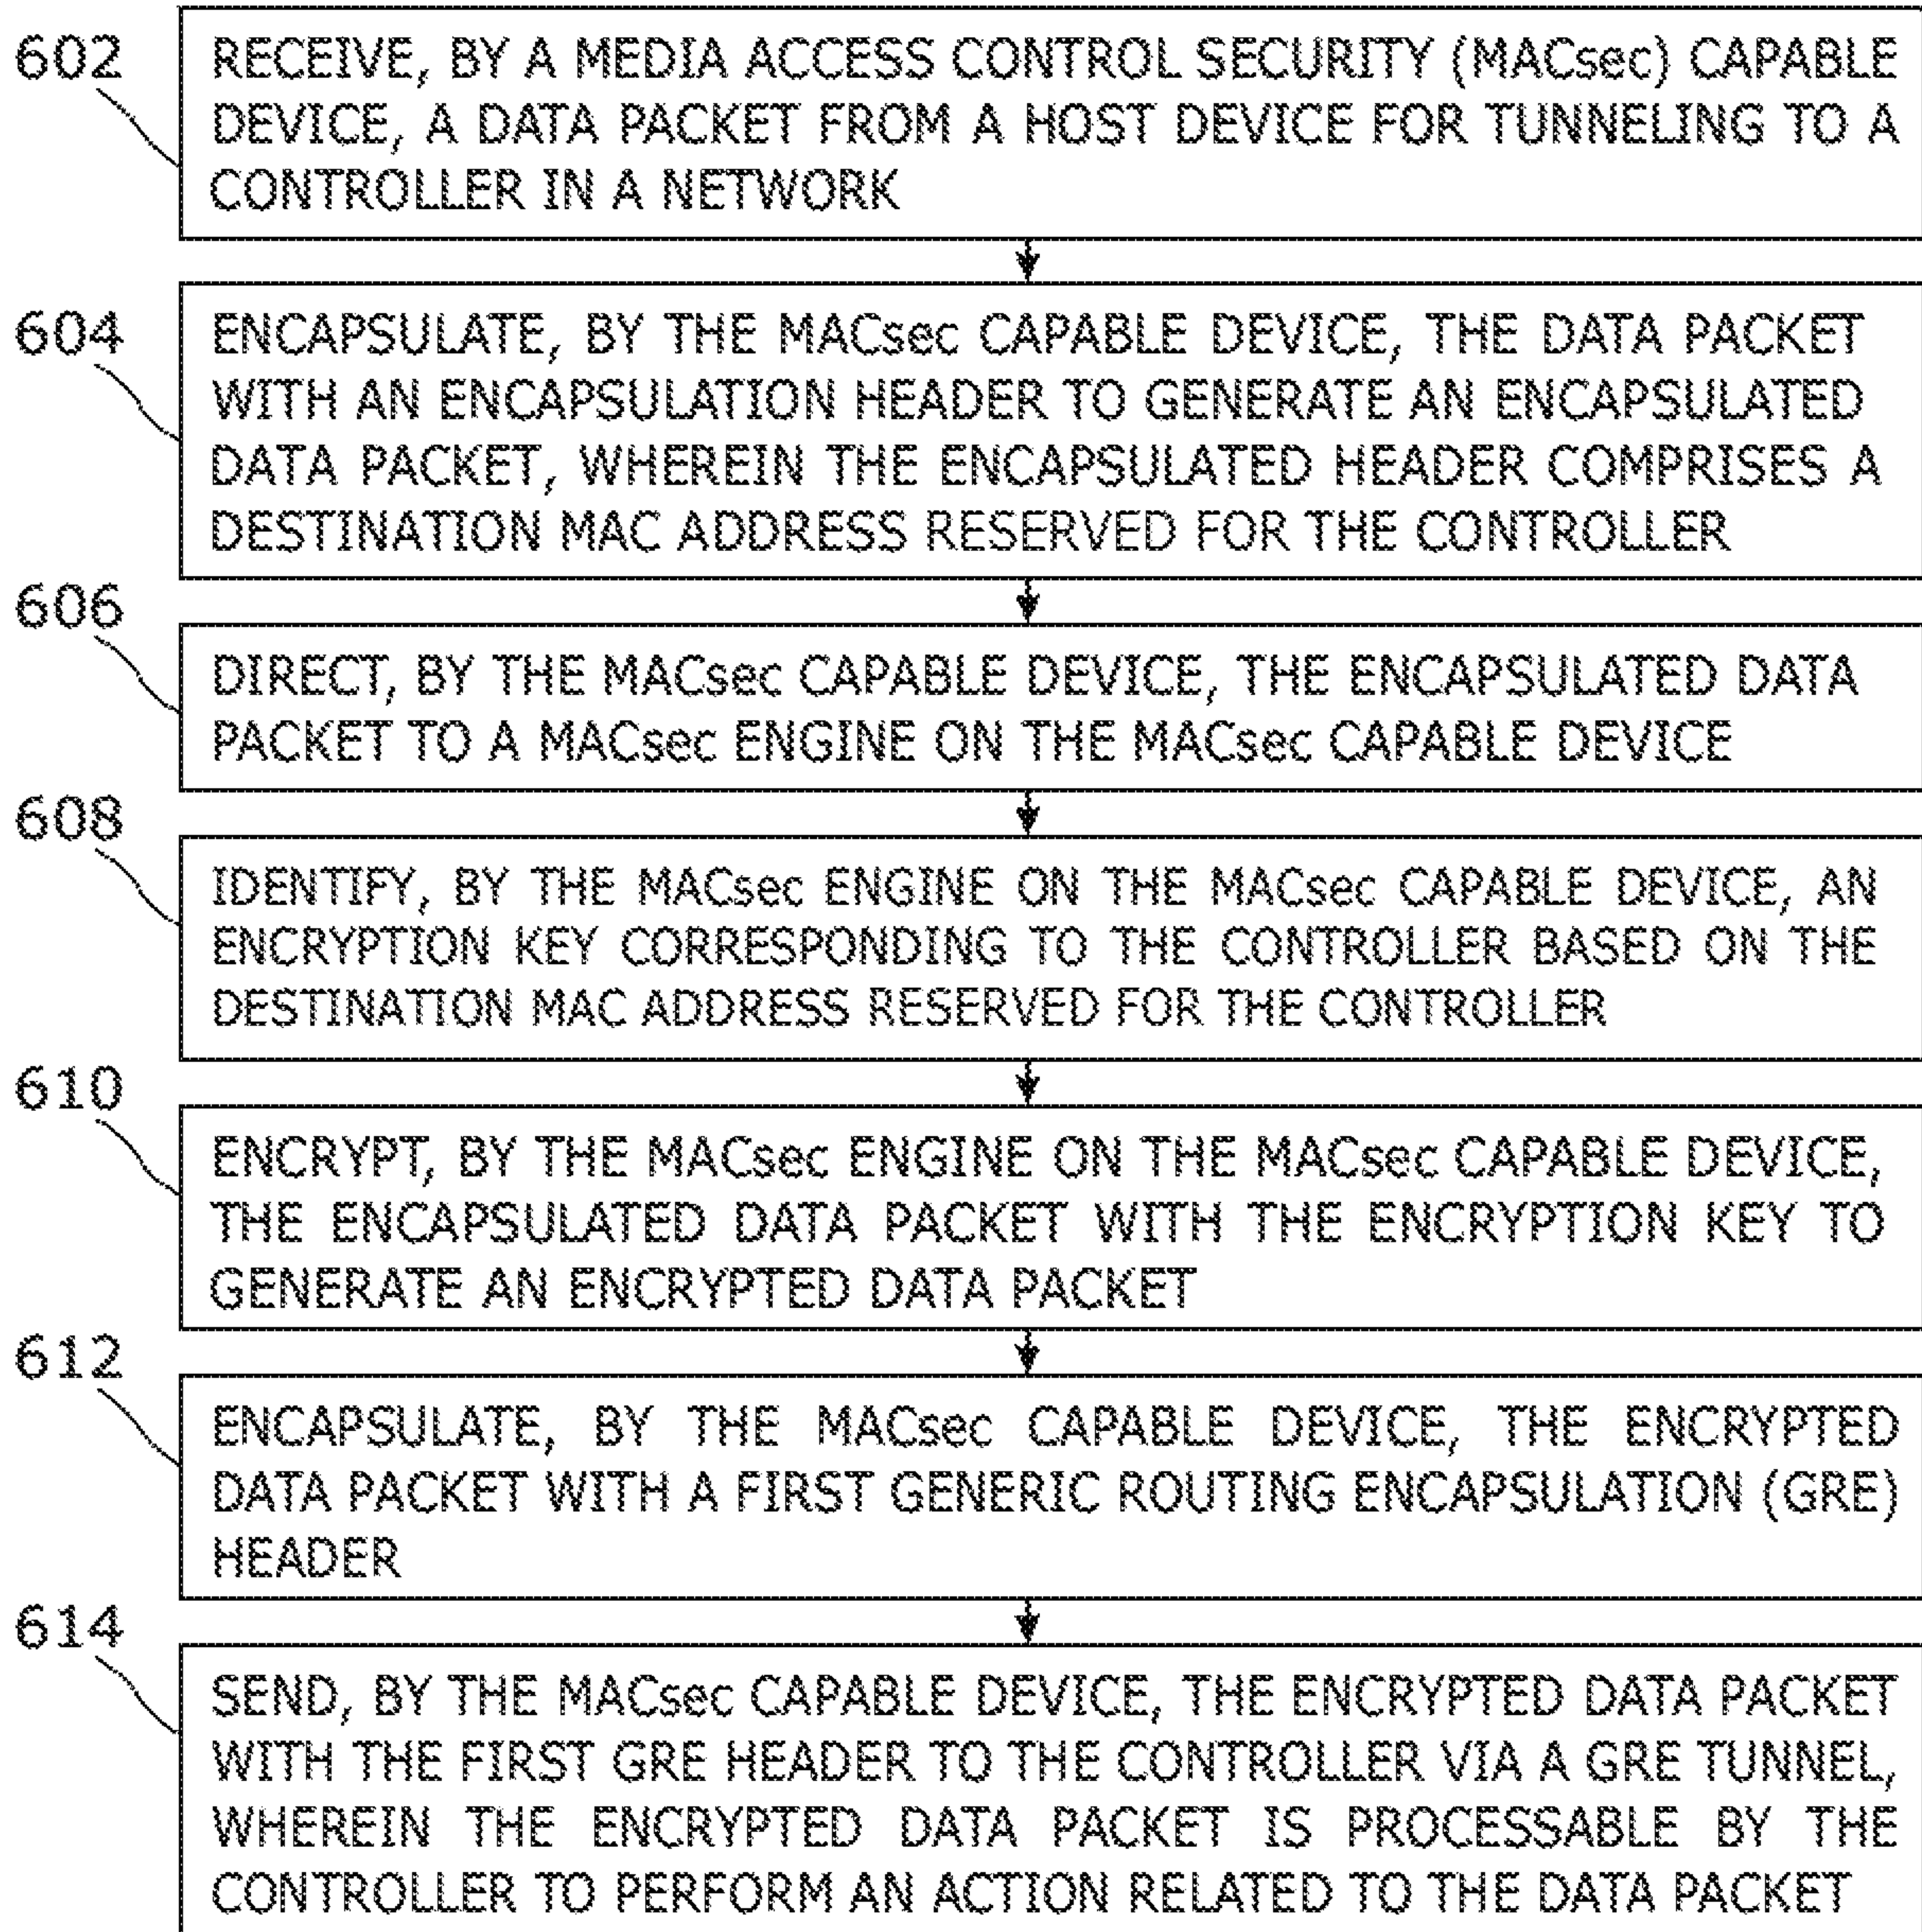 602
RECEIVE, BY A MEDIA ACCESS CONTROL SECURITY (MACsec) CAPABLE
DEVICE, A DATA PACKET FROM A HOST DEVICE FOR TUNNELING TO A
CONTROLLER IN A NETWORK
604
ENCAPSULATE, BY THE MACsec CAPABLE DEVICE, THE DATA PACKET
WITH AN ENCAPSULATION HEADER TO GENERATE AN ENCAPSULATED
DATA PACKET, WHEREIN THE ENCAPSULATED HEADER COMPRISES A
DESTINATION MAC ADDRESS RESERVED FOR THE CONTROLLER
606
DIRECT, BY THE MACsec CAPABLE DEVICE, THE ENCAPSULATED DATA
PACKET TO A MACsec ENGINE ON THE MACsec CAPABLE DEVICE
608
IDENTIFY, BY THE MACsec ENGINE ON THE MACsec CAPABLE DEVICE, AN
ENCRYPTION KEY CORRESPONDING TO THE CONTROLLER BASED ON THE
DESTINATION MAC ADDRESS RESERVED FOR THE CONTROLLER
610
ENCRYPT, BY THE MACsec ENGINE ON THE MACsec CAPABLE DEVICE,
THE ENCAPSULATED DATA PACKET WITH THE ENCRYPTION KEY TO
GENERATE AN ENCRYPTED DATA PACKET
612
ENCAPSULATE, BY THE MACsec CAPABLE DEVICE, THE ENCRYPTED
DATA PACKET WITH A FIRST GENERIC ROUTING ENCAPSULATION (GRE)
HEADER
614
SEND, BY THE MACsec CAPABLE DEVICE, THE ENCRYPTED DATA PACKET
WITH THE FIRST GRE HEADER TO THE CONTROLLER VIA A GRE TUNNEL,
WHEREIN THE ENCRYPTED DATA PACKET IS PROCESSABLE BY THE
CONTROLLER TO PERFORM AN ACTION RELATED TO THE DATA PACKET